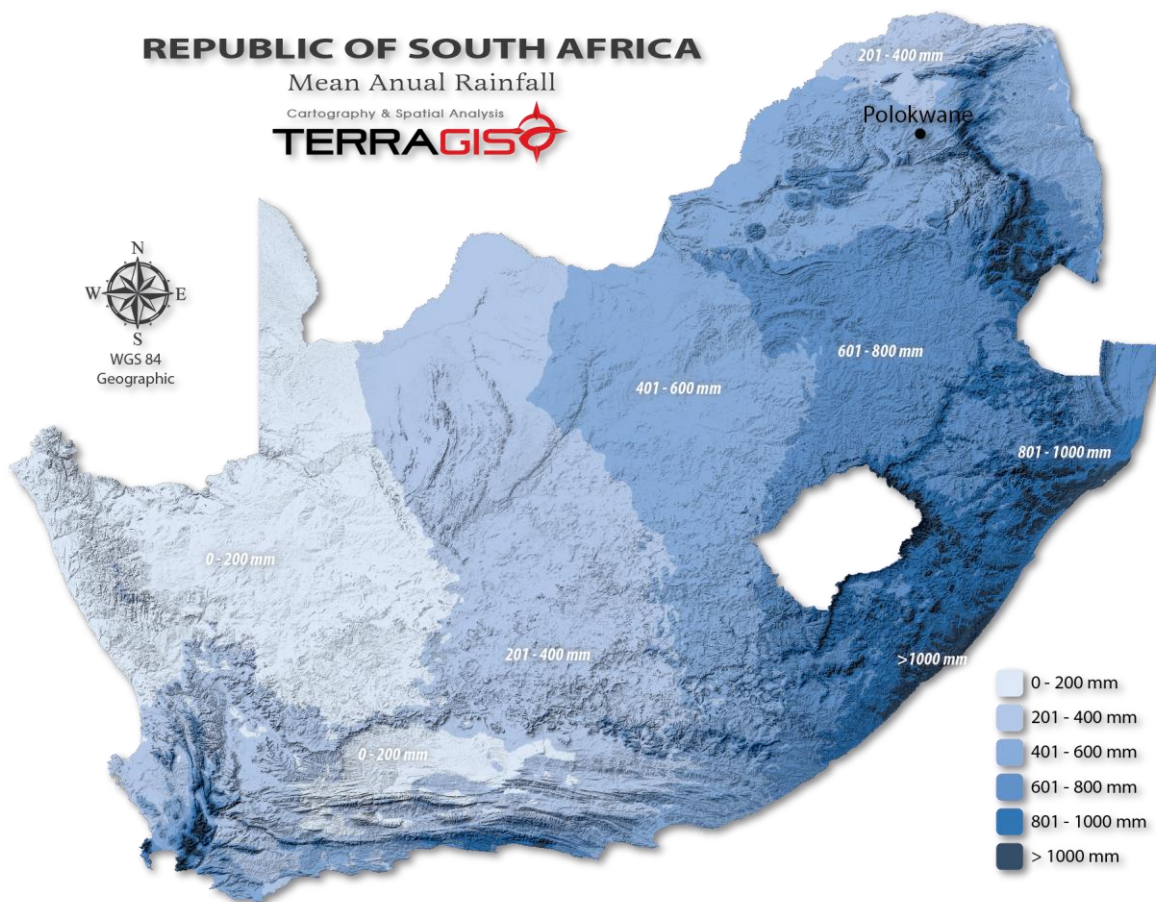 REPUBLIC OF SOUTH AFRICA
Mean Anual Rainfall
Cartography & Spatial Analysis
TERRAGIS
201 - 400 mm
Polokwane
N
W E
S
WGS 84
Geographic
601 - 800 mm
401 - 600 mm
801 - 1000 mm
0 - 200 mm
201 - 400 mm
>1000 mm
0 - 200 mm
0 - 200 mm
201 - 400 mm
401 - 600 mm
601 - 800 mm
801 - 1000 mm
> 1000 mm